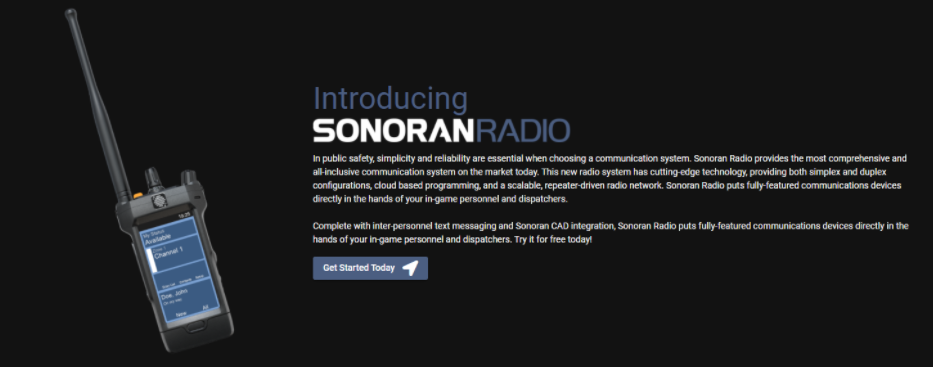 Introducing
SONORANRADIO
In public safety, simplicity and reliability are essential when choosing a communication system. Sonoran Radio provides the most comprehensive and
all-inclusive communication system on the market today. This new radio system has cutting-edge technology, providing both simplex and duplex
configurations, cloud based programming, and a scalable, repeater-driven radio network. Sonoran Radio puts fully-featured communications devices
directly in the hands of your in-game personnel and dispatchers.
Complete with inter-personnel text messaging and Sonoran CAD integration, Sonoran Radio puts fully-featured communications devices directly in the
hands of your in-game personnel and dispatchers. Try it for free today!
Get Started Today
My Status
Available
Channel 1
Doe, John